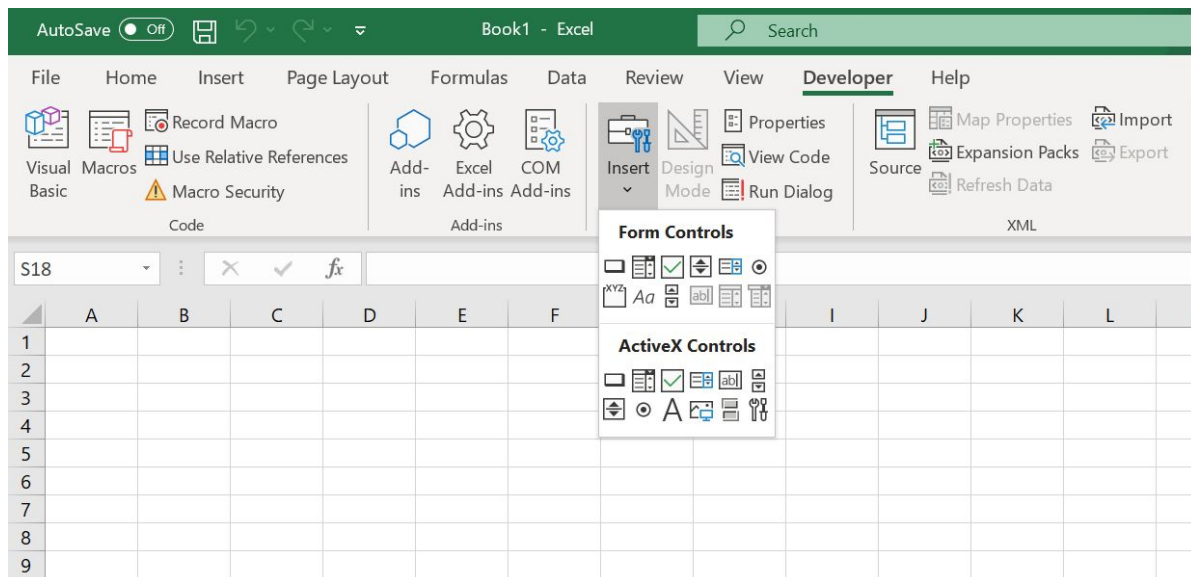 AutoSave Off Book1 - Excel Search
File Home Insert Page Layout Formulas Data Review View Developer Help
Visual Basic
Macros
Record Macro
Use Relative References
Macro Security
Code
Add-ins
Excel Add-ins
COM Add-ins
Add-ins
Insert
Design Mode
Properties
View Code
Run Dialog
Source
Map Properties
Expansion Packs
Refresh Data
Import
Export
XML
Form Controls
XYZ Aa ab
ActiveX Controls
ab
A
S18 fx
A B C D E F I J K L
1
2
3
4
5
6
7
8
9